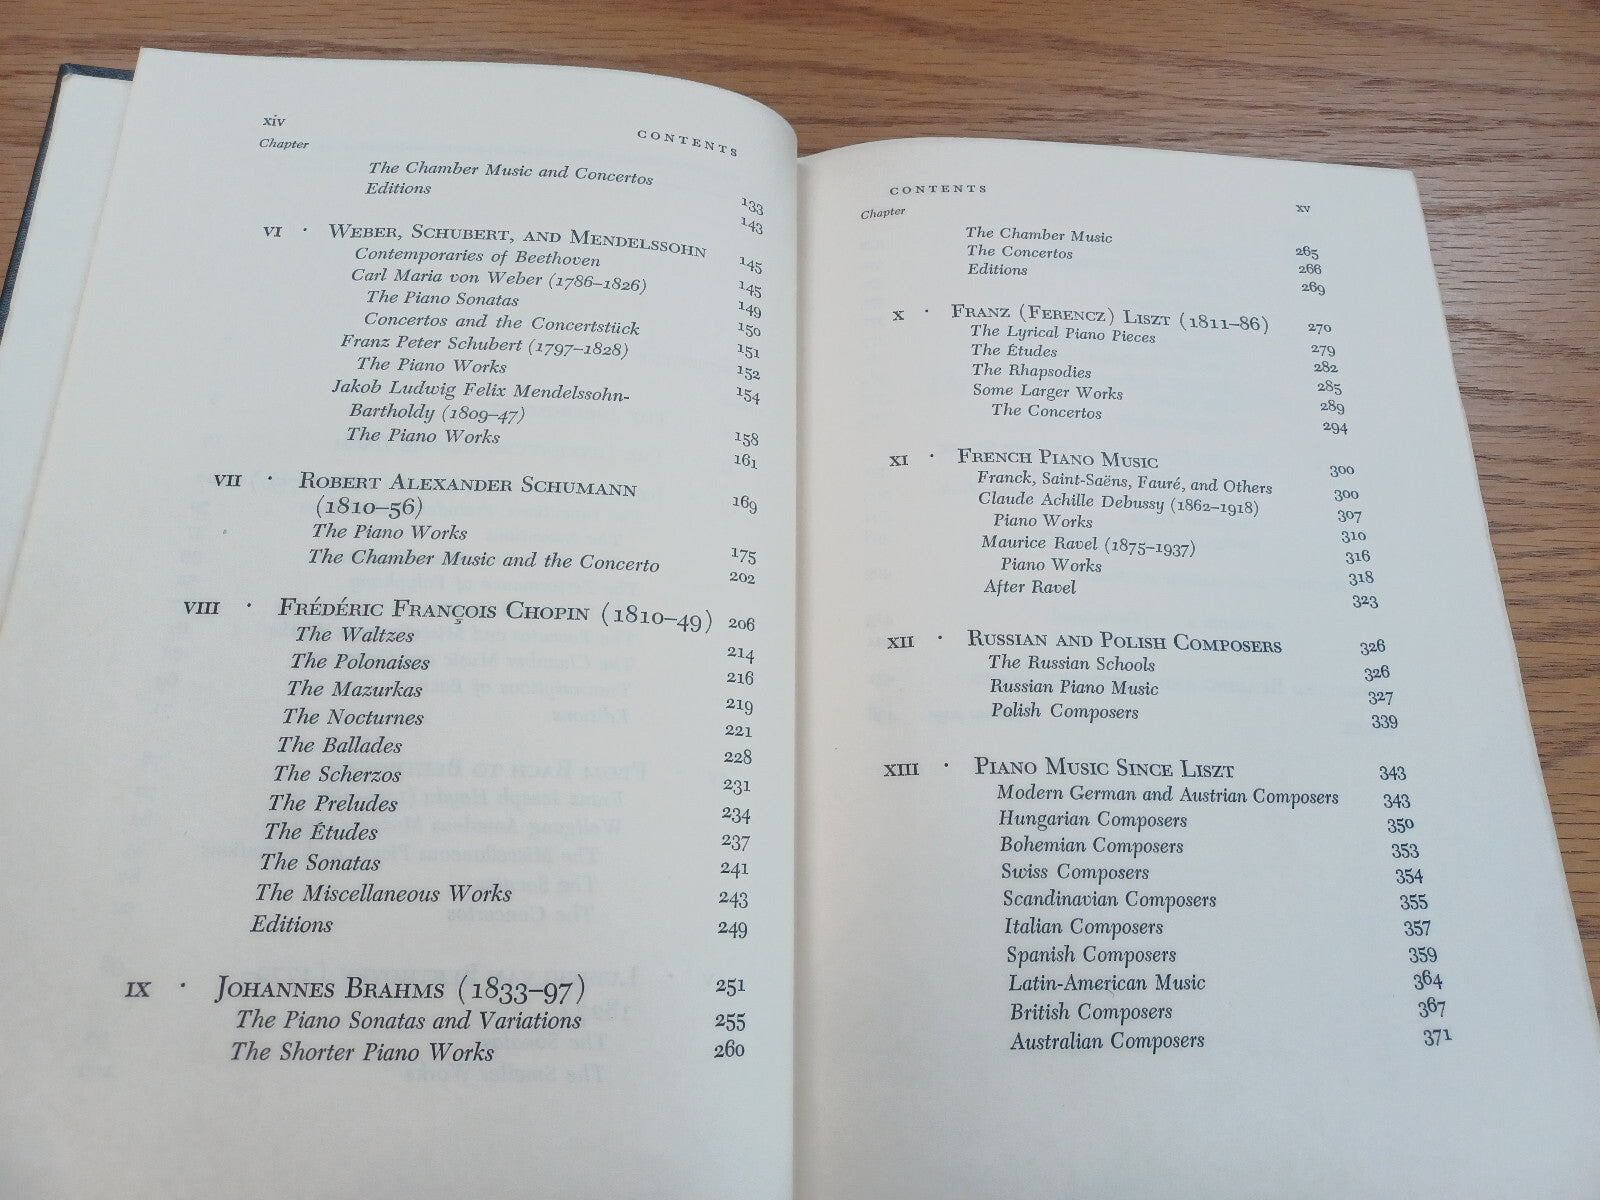 xiv CONTENTS
Chapter
The Chamber Music and Concertos 133
Editions 143
VI · WEBER, SCHUBERT, AND MENDELSSOHN 145
Contemporaries of Beethoven 145
Carl Maria von Weber (1786–1826) 149
The Piano Sonatas 150
Concertos and the Concertstück 151
Franz Peter Schubert (1797–1828) 152
The Piano Works 154
Jakob Ludwig Felix Mendelssohn-
Bartholdy (1809–47) 158
The Piano Works 161
VII · ROBERT ALEXANDER SCHUMANN
(1810–56) 169
The Piano Works 175
The Chamber Music and the Concerto 202
VIII · FRÉDÉRIC FRANÇOIS CHOPIN (1810–49) 206
The Waltzes 214
The Polonaises 216
The Mazurkas 219
The Nocturnes 221
The Ballades 228
The Scherzos 231
The Preludes 234
The Études 237
The Sonatas 241
The Miscellaneous Works 243
Editions 249
IX · JOHANNES BRAHMS (1833–97) 251
The Piano Sonatas and Variations 255
The Shorter Piano Works 260
CONTENTS xv
Chapter
The Chamber Music 265
The Concertos 266
Editions 269
X · FRANZ (FERENCZ) LISZT (1811–86) 270
The Lyrical Piano Pieces 279
The Études 282
The Rhapsodies 285
Some Larger Works 289
The Concertos 294
XI · FRENCH PIANO MUSIC 300
Franck, Saint-Saëns, Fauré, and Others 300
Claude Achille Debussy (1862–1918) 307
Piano Works 310
Maurice Ravel (1875–1937) 316
Piano Works 318
After Ravel 323
XII · RUSSIAN AND POLISH COMPOSERS 326
The Russian Schools 326
Russian Piano Music 327
Polish Composers 339
XIII · PIANO MUSIC SINCE LISZT 343
Modern German and Austrian Composers 343
Hungarian Composers 350
Bohemian Composers 353
Swiss Composers 354
Scandinavian Composers 355
Italian Composers 357
Spanish Composers 359
Latin-American Music 364
British Composers 367
Australian Composers 371